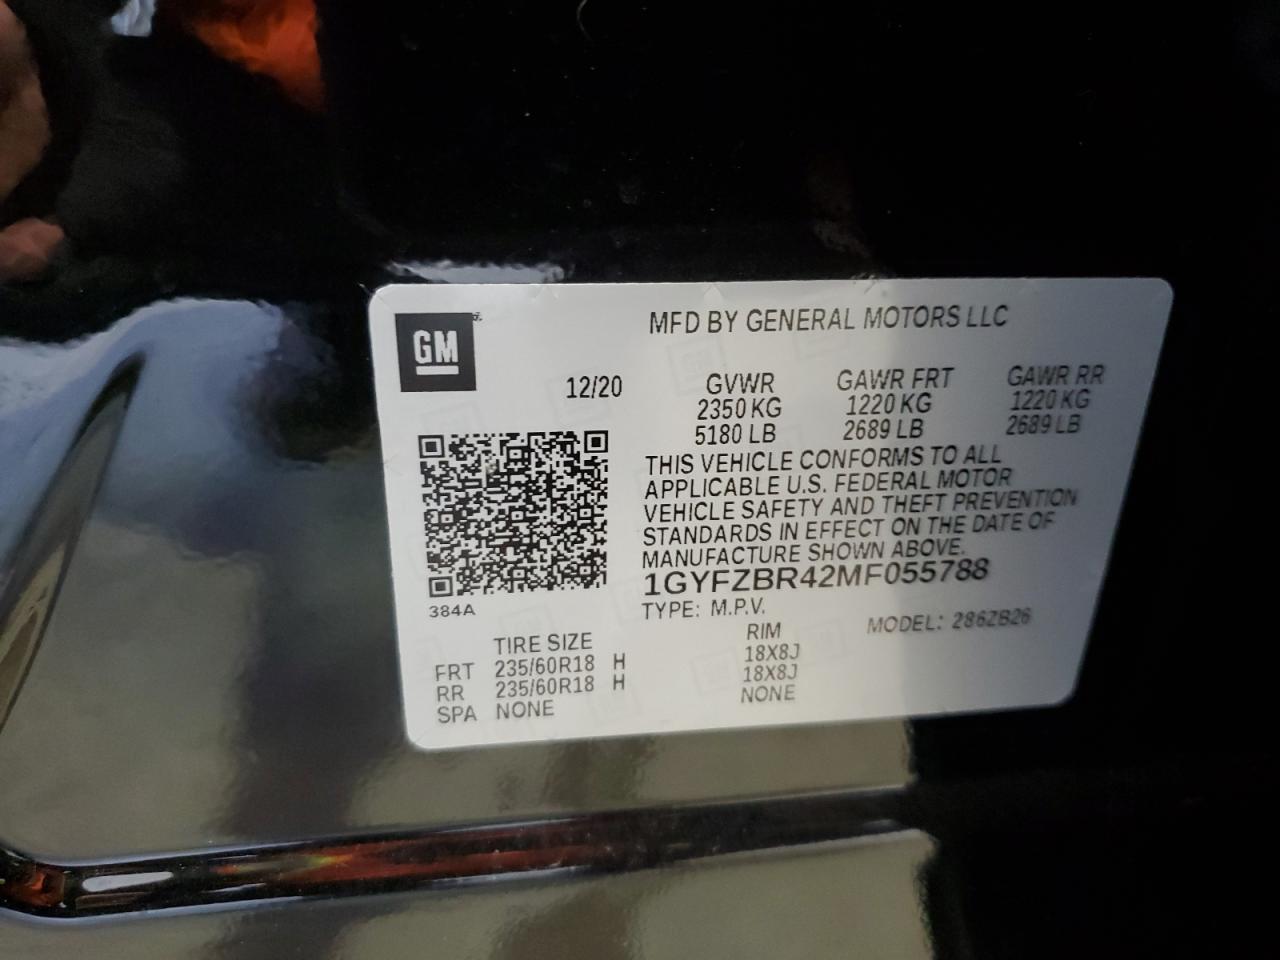 GM
MFD BY GENERAL MOTORS LLC
12/20 GVWR GAWR FRT GAWR RR
2350 KG 1220 KG 1220 KG
5180 LB 2689 LB 2689 LB
THIS VEHICLE CONFORMS TO ALL
APPLICABLE U.S. FEDERAL MOTOR
VEHICLE SAFETY AND THEFT PREVENTION
STANDARDS IN EFFECT ON THE DATE OF
MANUFACTURE SHOWN ABOVE.
1GYFZBR42MF055788
384A
TYPE: M.P.V. MODEL: 286ZB26
TIRE SIZE RIM
FRT 235/60R18 H 18X8J
RR 235/60R18 H 18X8J
SPA NONE NONE